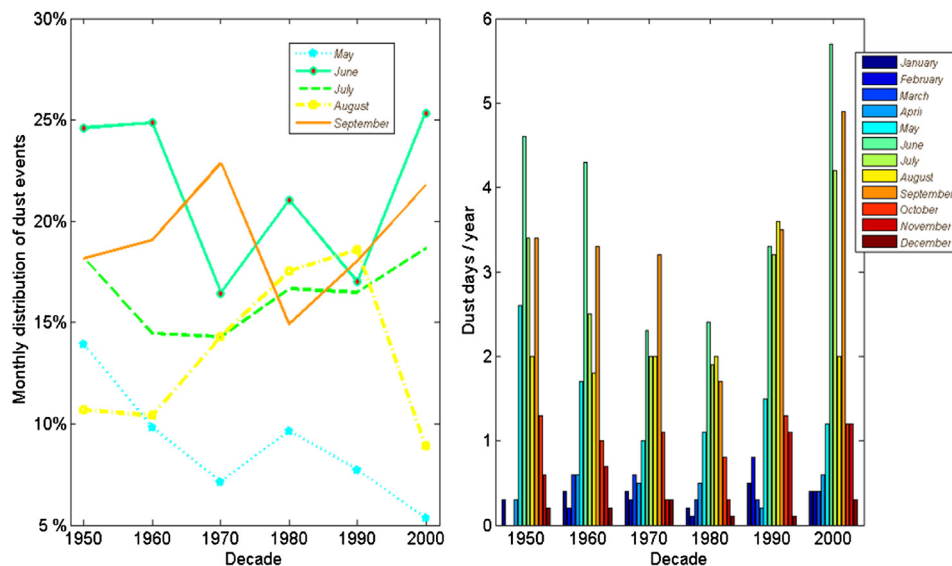 30%
25%
20%
15%
10%
5 %
Monthly distribution of dust events
May
June
July
August
September
1950 1960 1970 1980 1990 2000
Decade
6
5
4
3
2
1
0
Dust days / year
January
February
March
April
May
June
July
August
September
October
November
December
1950 1960 1970 1980 1990 2000
Decade